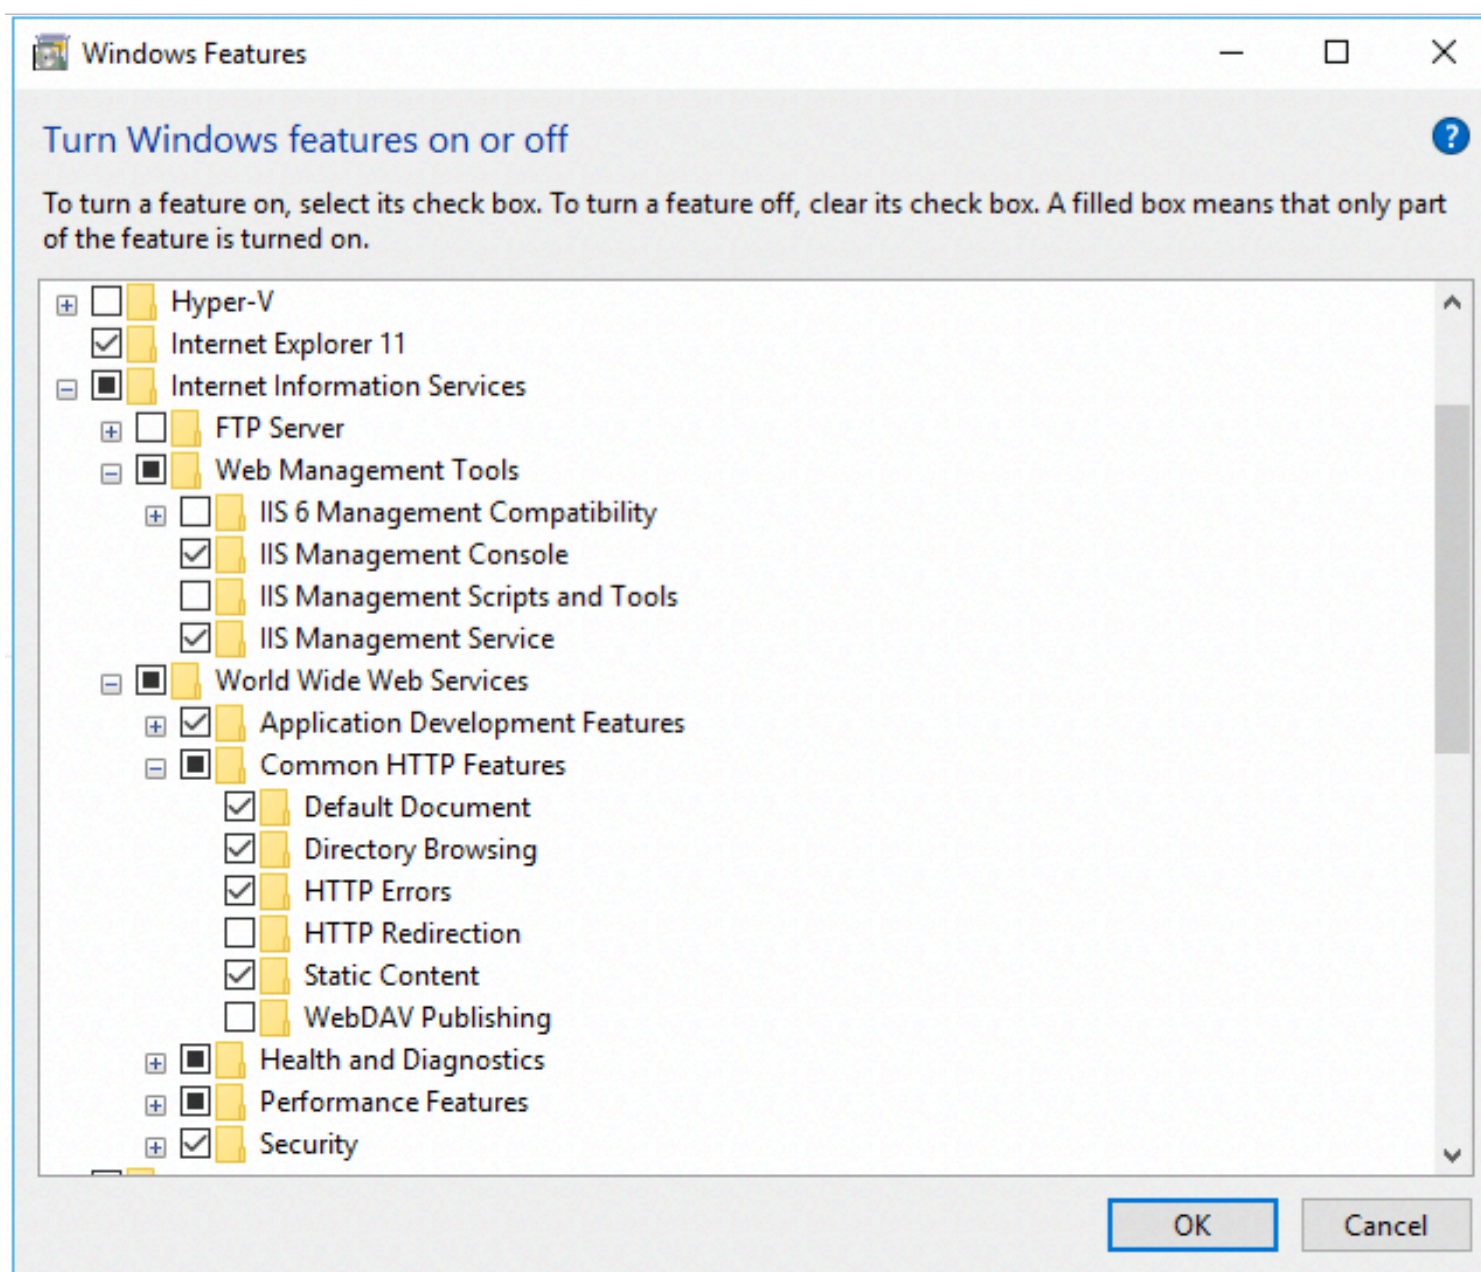 Windows Features
Turn Windows features on or off
?
To turn a feature on, select its check box. To turn a feature off, clear its check box. A filled box means that only part
of the feature is turned on.
Hyper-V
Internet Explorer 11
Internet Information Services
FTP Server
Web Management Tools
IIS 6 Management Compatibility
IIS Management Console
IIS Management Scripts and Tools
IIS Management Service
World Wide Web Services
Application Development Features
Common HTTP Features
Default Document
Directory Browsing
HTTP Errors
HTTP Redirection
Static Content
WebDAV Publishing
Health and Diagnostics
Performance Features
Security
OK Cancel